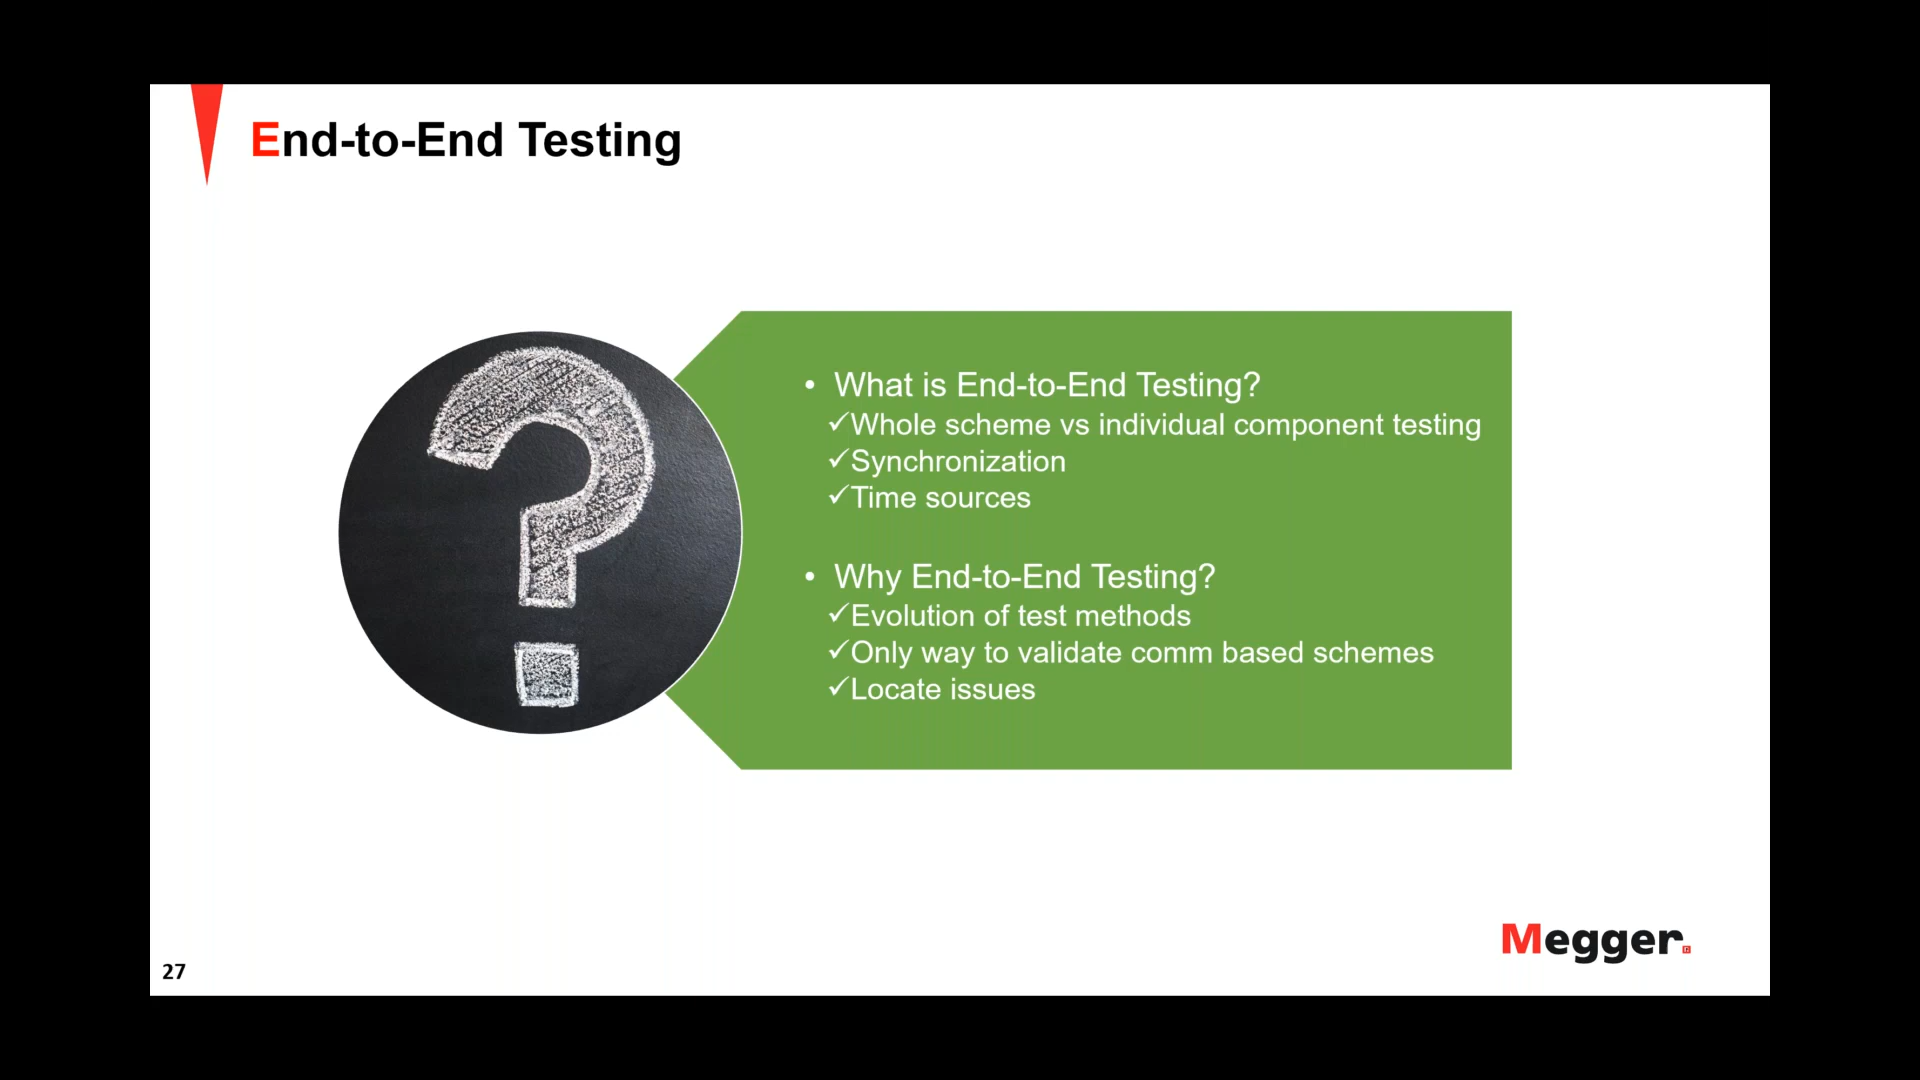 End-to-End Testing
• What is End-to-End Testing?
✓Whole scheme vs individual component testing
✓Synchronization
✓Time sources
• Why End-to-End Testing?
✓Evolution of test methods
✓Only way to validate comm based schemes
✓Locate issues
?
Megger.
27